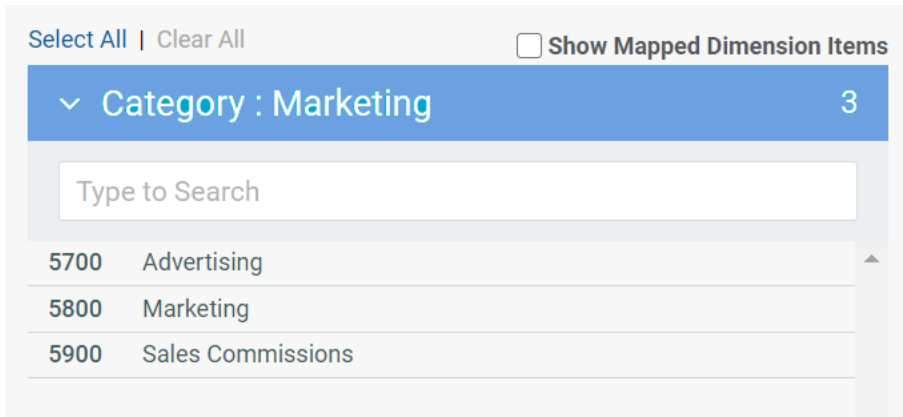 Select All | Clear All
Show Mapped Dimension Items
Category : Marketing 3
Type to Search
5700 Advertising
5800 Marketing
5900 Sales Commissions